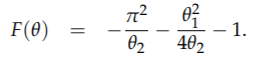 F(θ) = −π²/θ₂ − θ₁²/4θ₂ − 1.